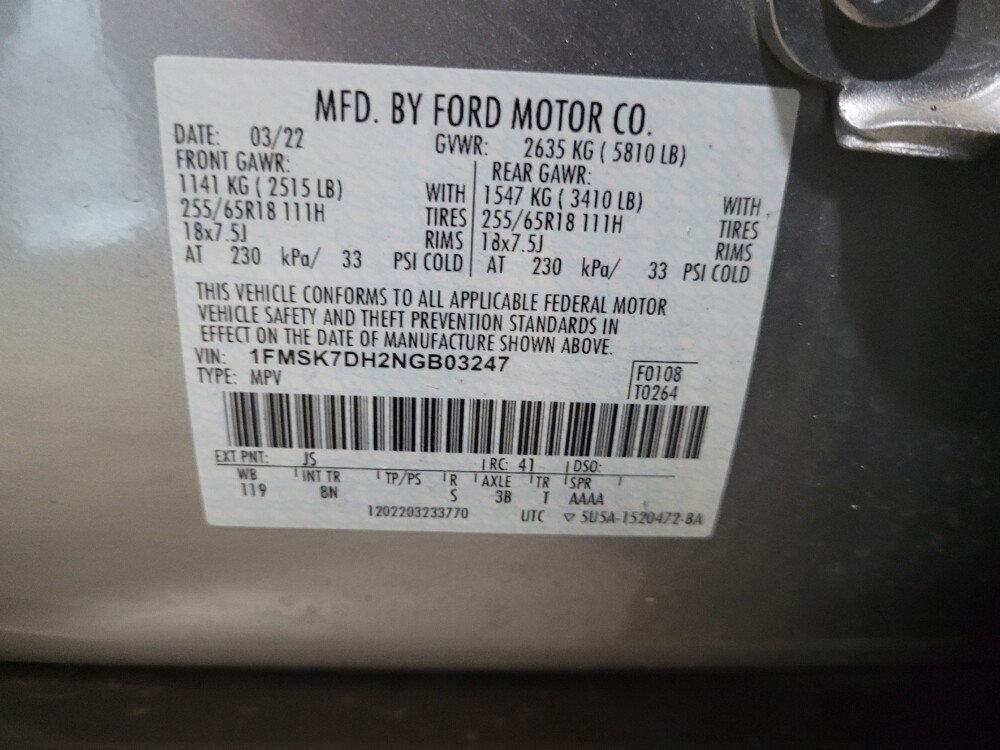 MFD. BY FORD MOTOR CO.
DATE: 03/22 GVWR: 2635 KG ( 5810 LB)
FRONT GAWR: REAR GAWR:
1141 KG ( 2515 LB) WITH 1547 KG ( 3410 LB) WITH
255/65R18 111H TIRES 255/65R18 111H TIRES
18x7.5J RIMS 18x7.5J RIMS
AT 230 kPa/ 33 PSI COLD AT 230 kPa/ 33 PSI COLD
THIS VEHICLE CONFORMS TO ALL APPLICABLE FEDERAL MOTOR
VEHICLE SAFETY AND THEFT PREVENTION STANDARDS IN
EFFECT ON THE DATE OF MANUFACTURE SHOWN ABOVE.
VIN: 1FMSK7DH2NGB03247
TYPE: MPV
F0108
T0264
EXT PNT: JS RC: 41 DSO:
WB INT TR TP/PS R AXLE TR SPR
119 8N S 3B T AAAA
1202203233770 UTC ▽ 5U5A-1520472-BA